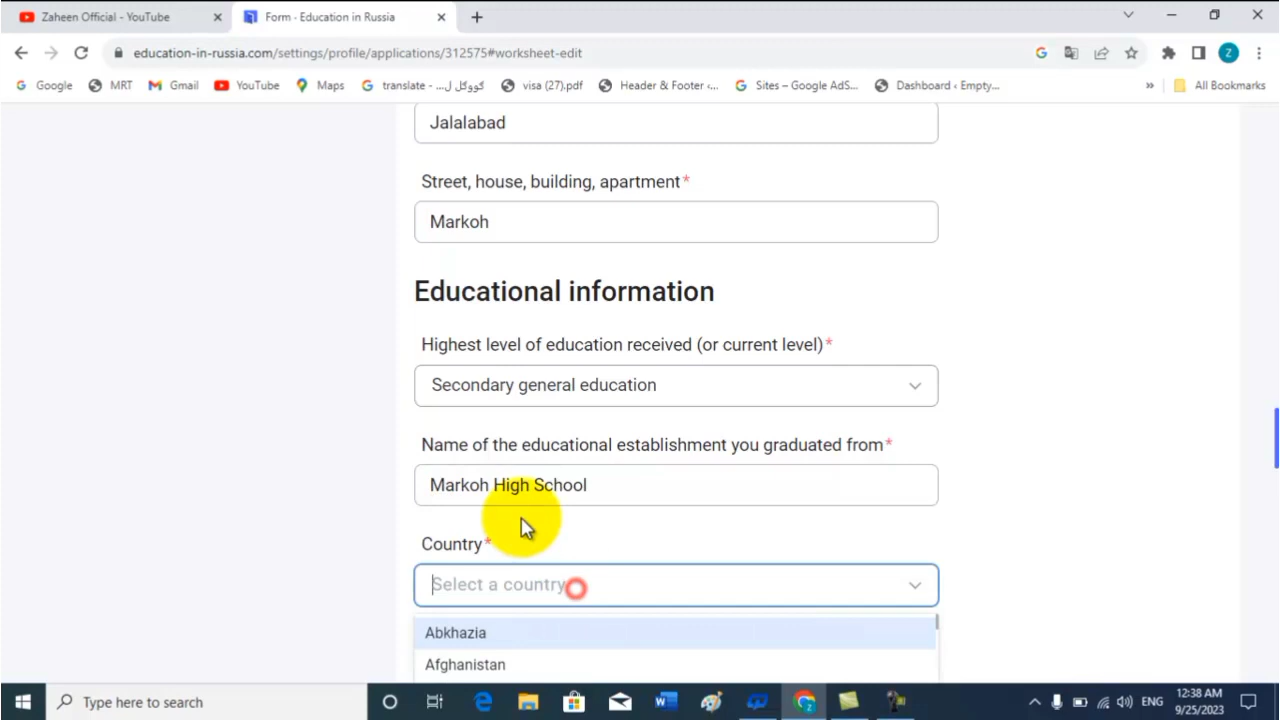 Zaheen Official - YouTube
Form - Education in Russia
education-in-russia.com/settings/profile/applications/312575#worksheet-edit
Z
Google
MRT
Gmail
YouTube
Maps
translate - ...کووکل ل
visa (27).pdf
Header & Footer ‹...
Sites – Google AdS...
Dashboard ‹ Empty...
»
All Bookmarks
Jalalabad
Street, house, building, apartment*
Markoh
Educational information
Highest level of education received (or current level)*
Secondary general education
Name of the educational establishment you graduated from*
Markoh High School
Country*
Select a country
Abkhazia
Afghanistan
Type here to search
ENG
12:38 AM
9/25/2023